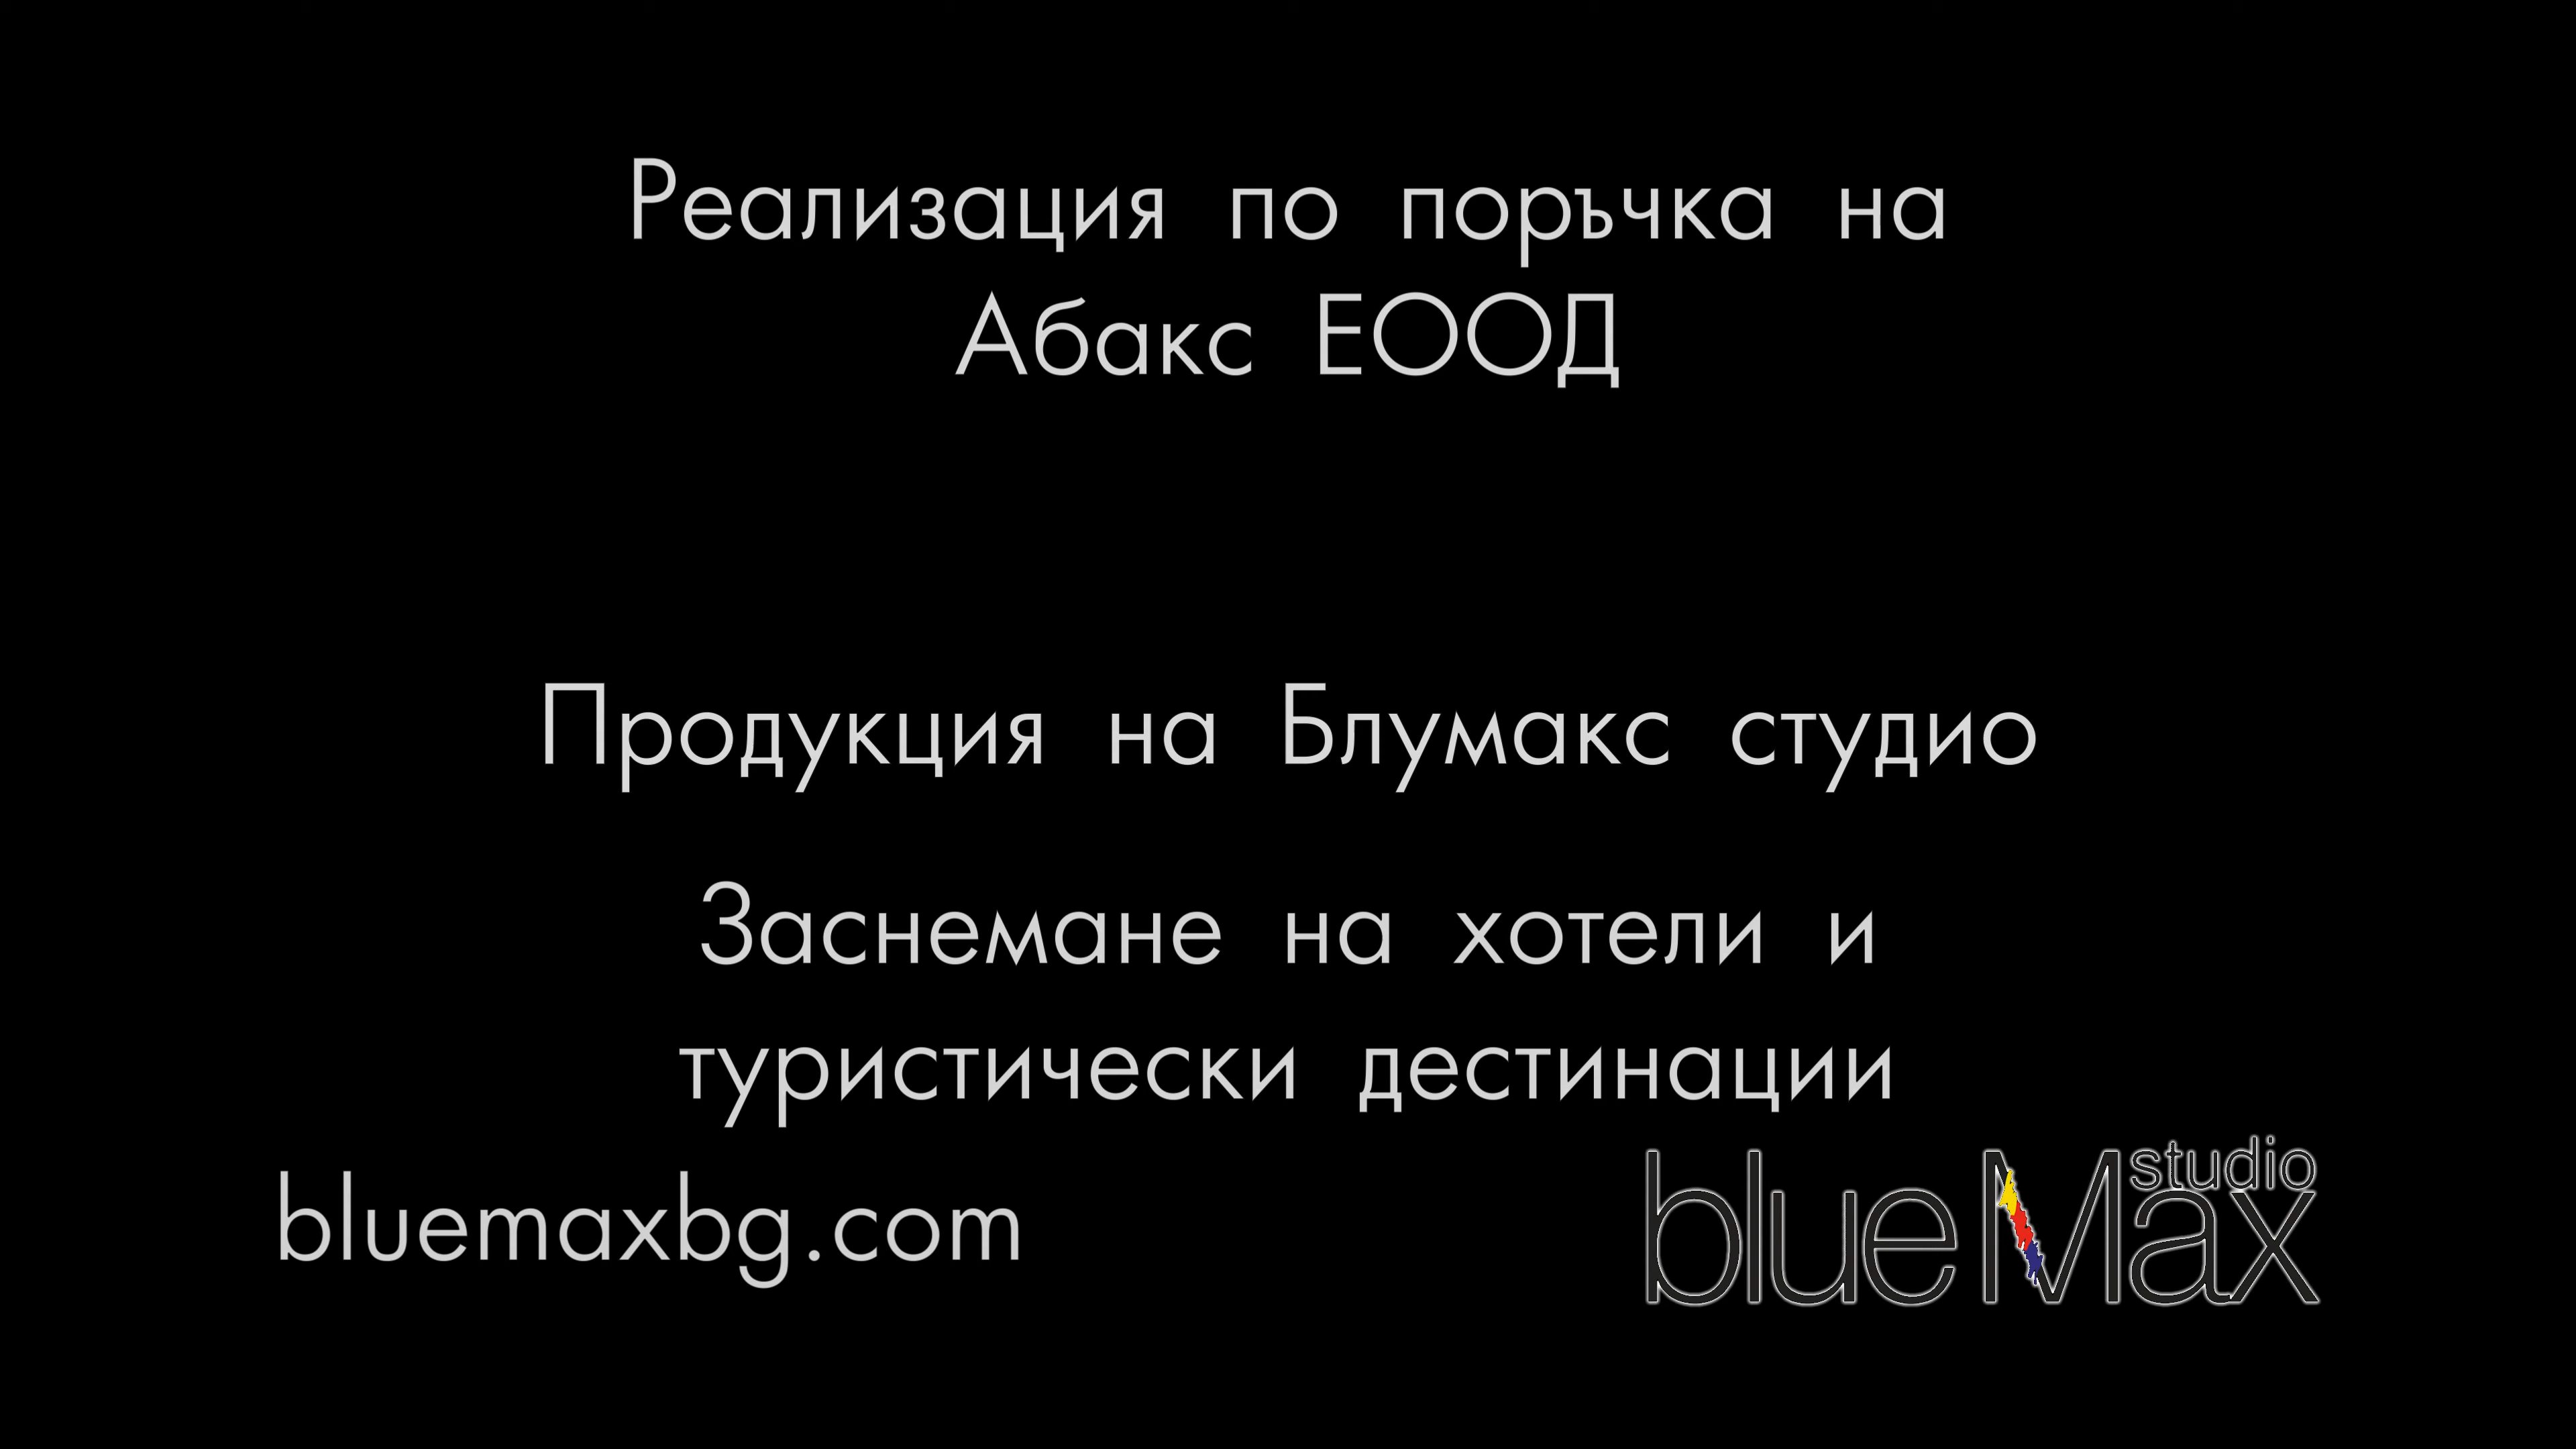 Реализация по поръчка на
Абакс ЕООД
Продукция на Блумакс студио
Заснемане на хотели и
туристически дестинации
bluemaxbg.com
blueMax studio